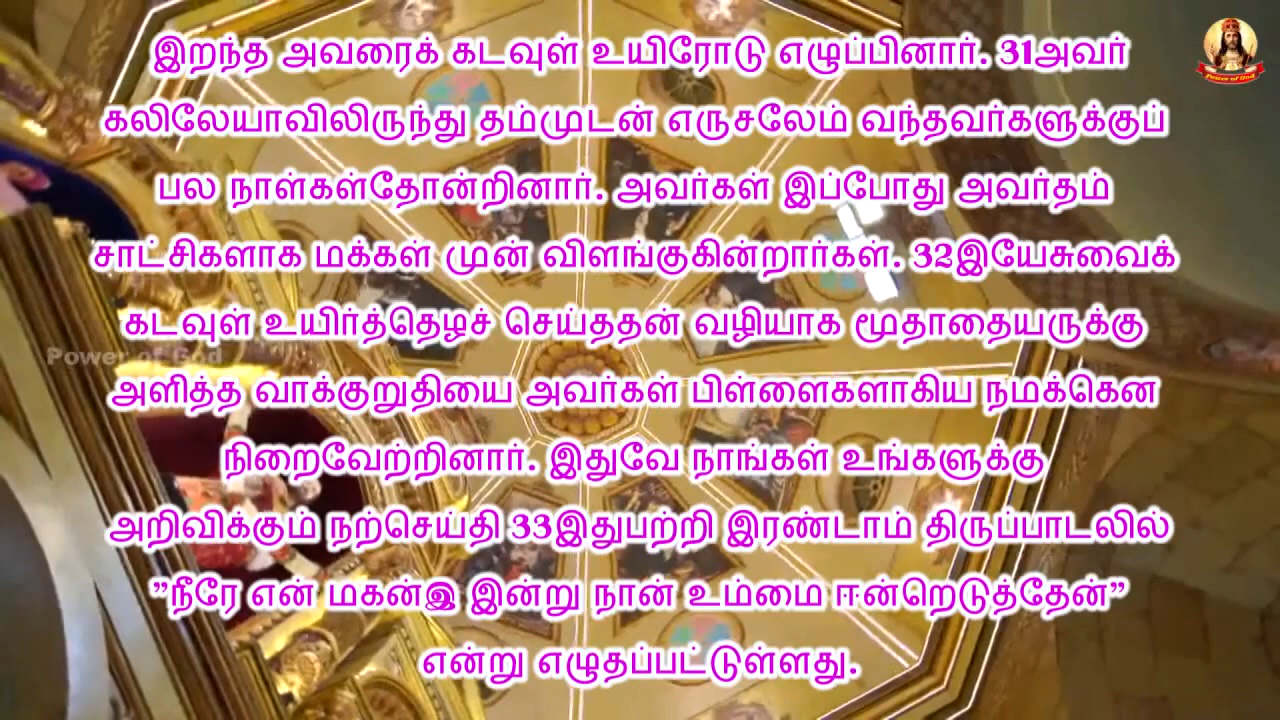 இறந்த அவரைக் கடவுள் உயிரோடு எழுப்பினார். 31அவர்
கலிலேயாவிலிருந்து தம்முடன் எருசலேம் வந்தவர்களுக்குப்
பல நாள்கள்தோன்றினார். அவர்கள் இப்போது அவர்தம்
சாட்சிகளாக மக்கள் முன் விளங்குகின்றார்கள். 32இயேசுவைக்
கடவுள் உயிர்த்தெழச் செய்ததன் வழியாக மூதாதையருக்கு
அளித்த வாக்குறுதியை அவர்கள் பிள்ளைகளாகிய நமக்கென
நிறைவேற்றினார். இதுவே நாங்கள் உங்களுக்கு
அறிவிக்கும் நற்செய்தி 33இதுபற்றி இரண்டாம் திருப்பாடலில்
”நீரே என் மகன்இ இன்று நான் உம்மை ஈன்றெடுத்தேன்”
என்று எழுதப்பட்டுள்ளது.
Power of God
Power of God